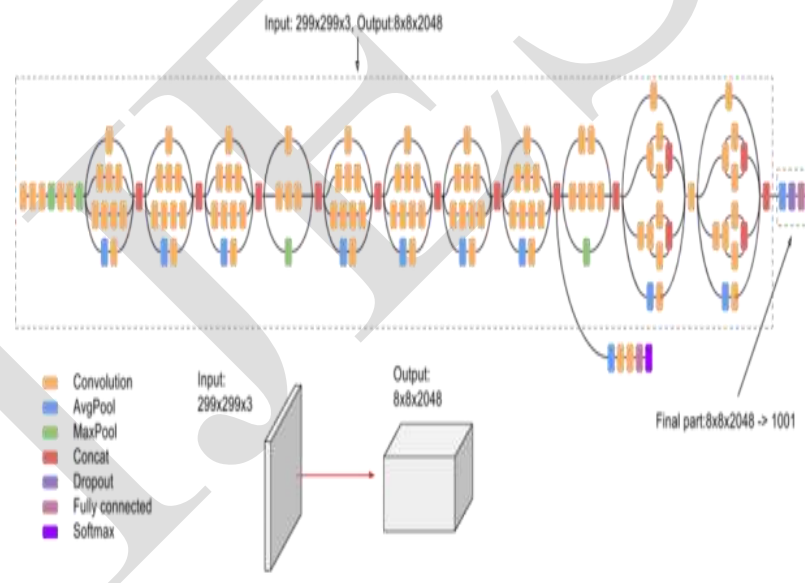 Input: 299x299x3, Output:8x8x2048
Convolution
AvgPool
MaxPool
Concat
Dropout
Fully connected
Softmax
Input:
299x299x3
Output:
8x8x2048
Final part:8x8x2048 -> 1001